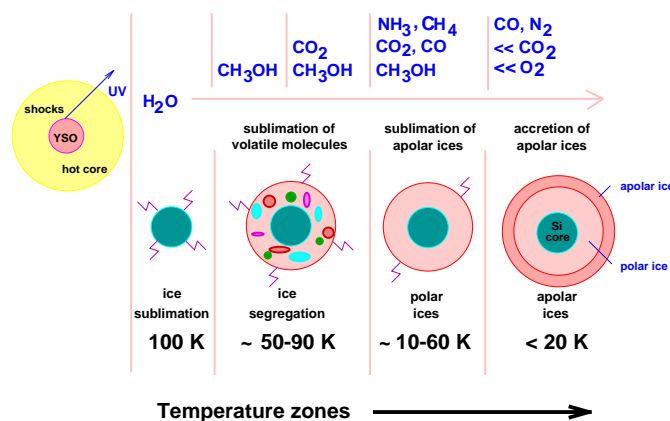 NH3, CH4
CO, N2
CO2
CO2, CO
<< CO2
CH3OH
CH3OH
CH3OH
<< O2
UV
H2O
shocks
YSO
hot core
sublimation of
volatile molecules
sublimation of
apolar ices
accretion of
apolar ices
apolar ice
Si
core
polar ice
ice
sublimation
ice
segregation
polar
ices
apolar
ices
100 K
~ 50-90 K
~ 10-60 K
< 20 K
Temperature zones